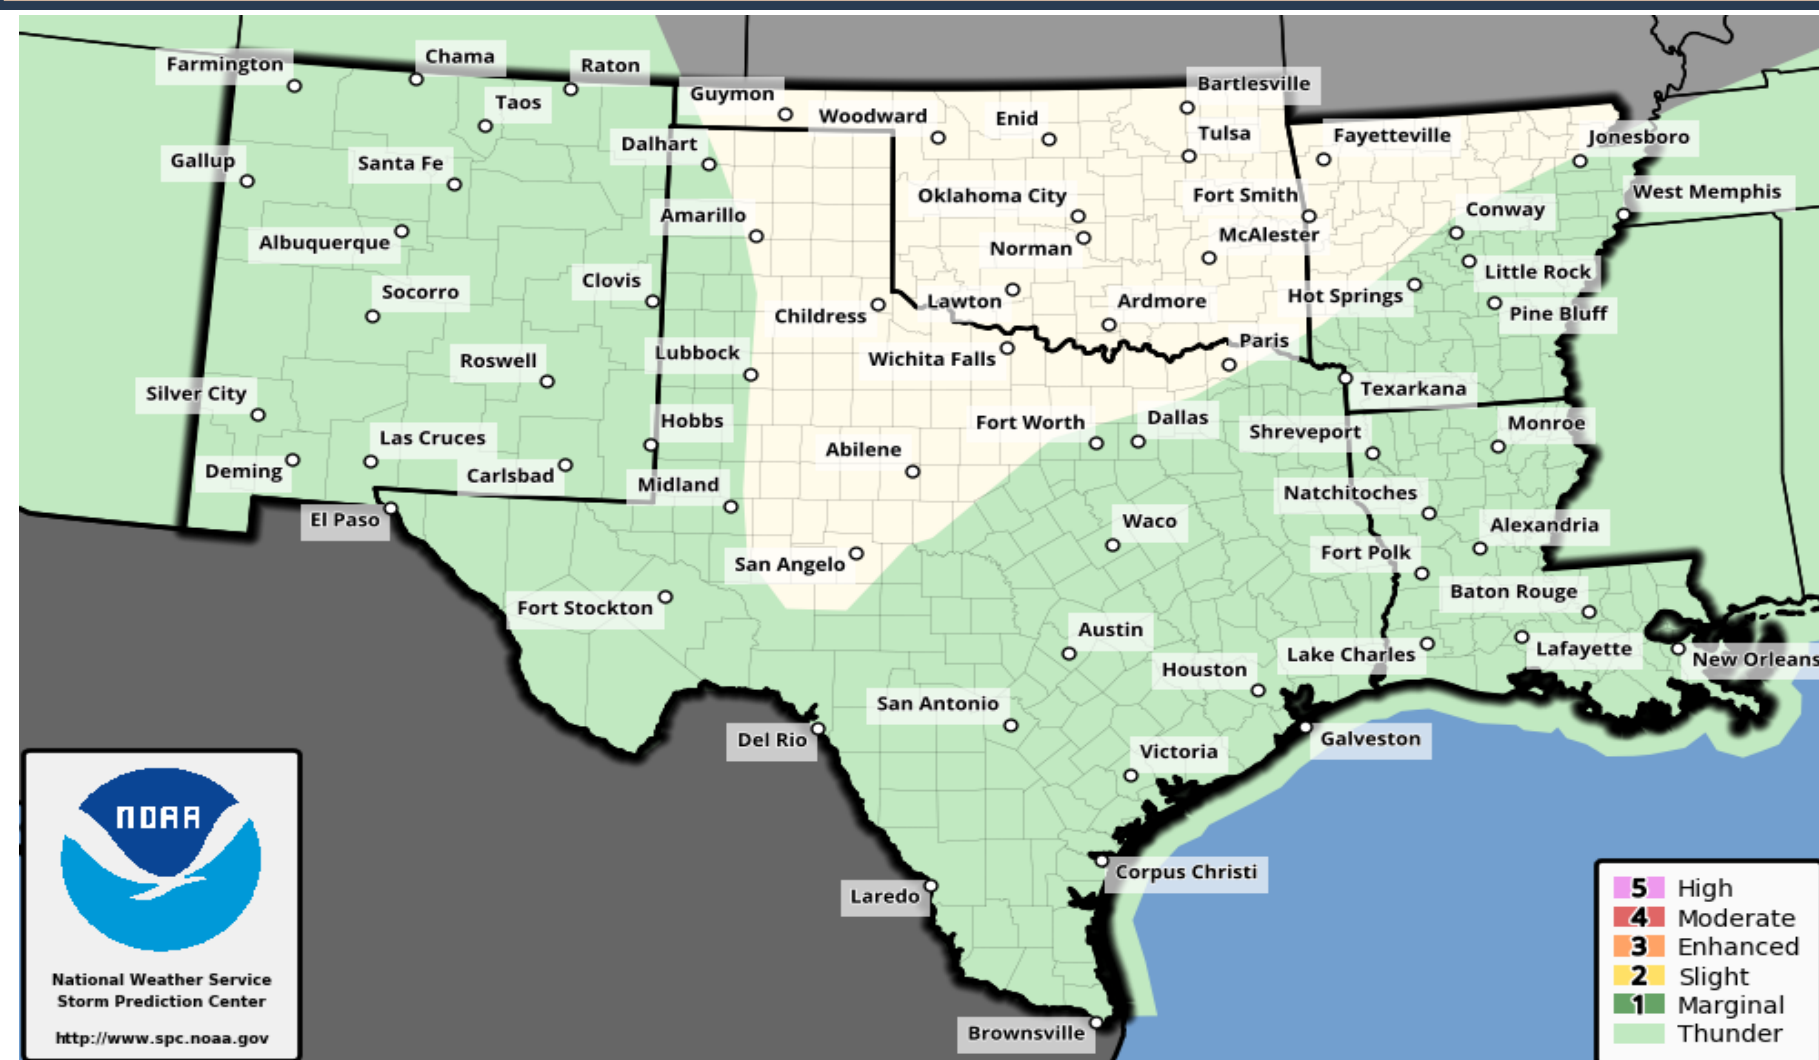 Farmington
Chama
Raton
Taos
Guymon
Woodward
Enid
Bartlesville
Tulsa
Fayetteville
Jonesboro
Dalhart
Gallup
Santa Fe
West Memphis
Oklahoma City
Fort Smith
Conway
Amarillo
Albuquerque
Norman
McAlester
Little Rock
Clovis
Socorro
Lawton
Ardmore
Hot Springs
Pine Bluff
Childress
Paris
Lubbock
Wichita Falls
Roswell
Texarkana
Silver City
Hobbs
Fort Worth
Dallas
Shreveport
Monroe
Las Cruces
Abilene
Deming
Carlsbad
Midland
Natchitoches
El Paso
Waco
Alexandria
San Angelo
Fort Polk
Baton Rouge
Fort Stockton
Austin
Lake Charles
Lafayette
New Orleans
Houston
San Antonio
Del Rio
Galveston
Victoria
Corpus Christi
Laredo
Brownsville
NOAA
National Weather Service
Storm Prediction Center
http://www.spc.noaa.gov
5 High
4 Moderate
3 Enhanced
2 Slight
1 Marginal
Thunder